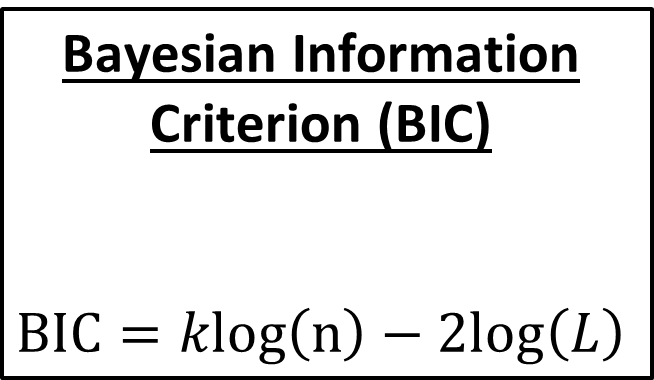 Bayesian Information
Criterion (BIC)
BIC = klog(n) − 2log(L)